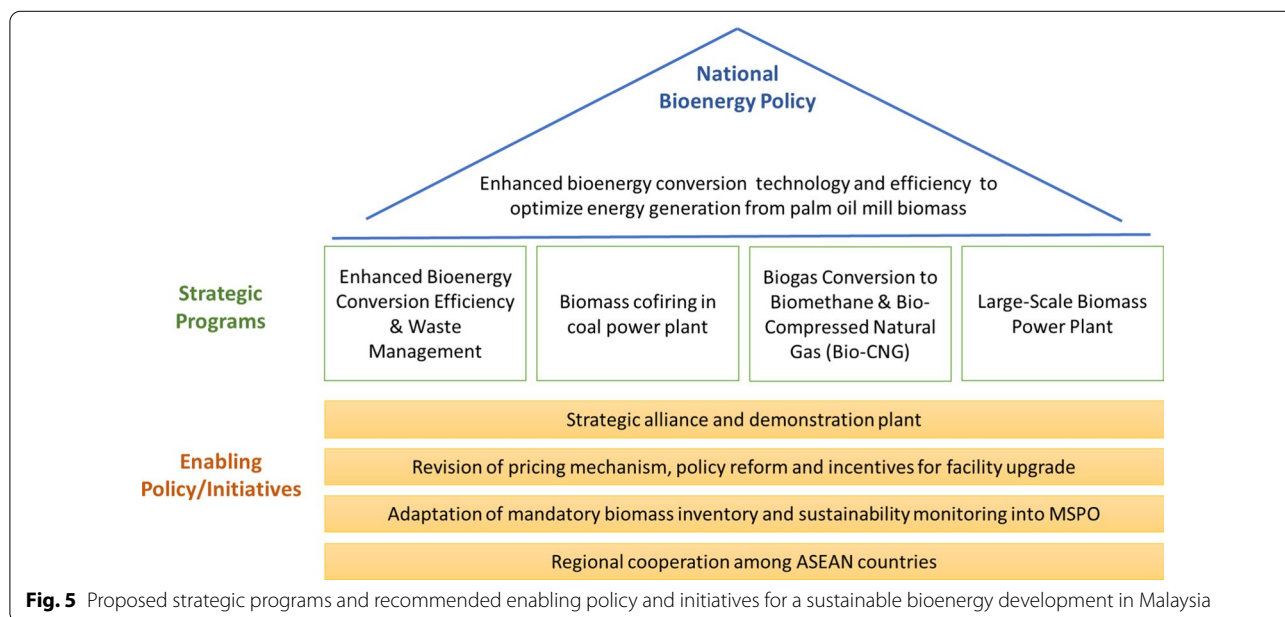 National
Bioenergy Policy
Enhanced bioenergy conversion technology and efficiency to
optimize energy generation from palm oil mill biomass
Strategic
Programs
Enhanced Bioenergy
Conversion Efficiency
& Waste
Management
Biomass cofiring in
coal power plant
Biogas Conversion to
Biomethane & Bio-
Compressed Natural
Gas (Bio-CNG)
Large-Scale Biomass
Power Plant
Enabling
Policy/Initiatives
Strategic alliance and demonstration plant
Revision of pricing mechanism, policy reform and incentives for facility upgrade
Adaptation of mandatory biomass inventory and sustainability monitoring into MSPO
Regional cooperation among ASEAN countries
Fig. 5 Proposed strategic programs and recommended enabling policy and initiatives for a sustainable bioenergy development in Malaysia